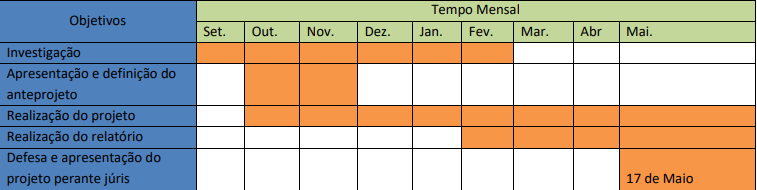 Objetivos
Tempo Mensal
Set. Out. Nov. Dez. Jan. Fev. Mar. Abr Mai.
Investigação
Apresentação e definição do
anteprojeto
Realização do projeto
Realização do relatório
Defesa e apresentação do
projeto perante júris
17 de Maio